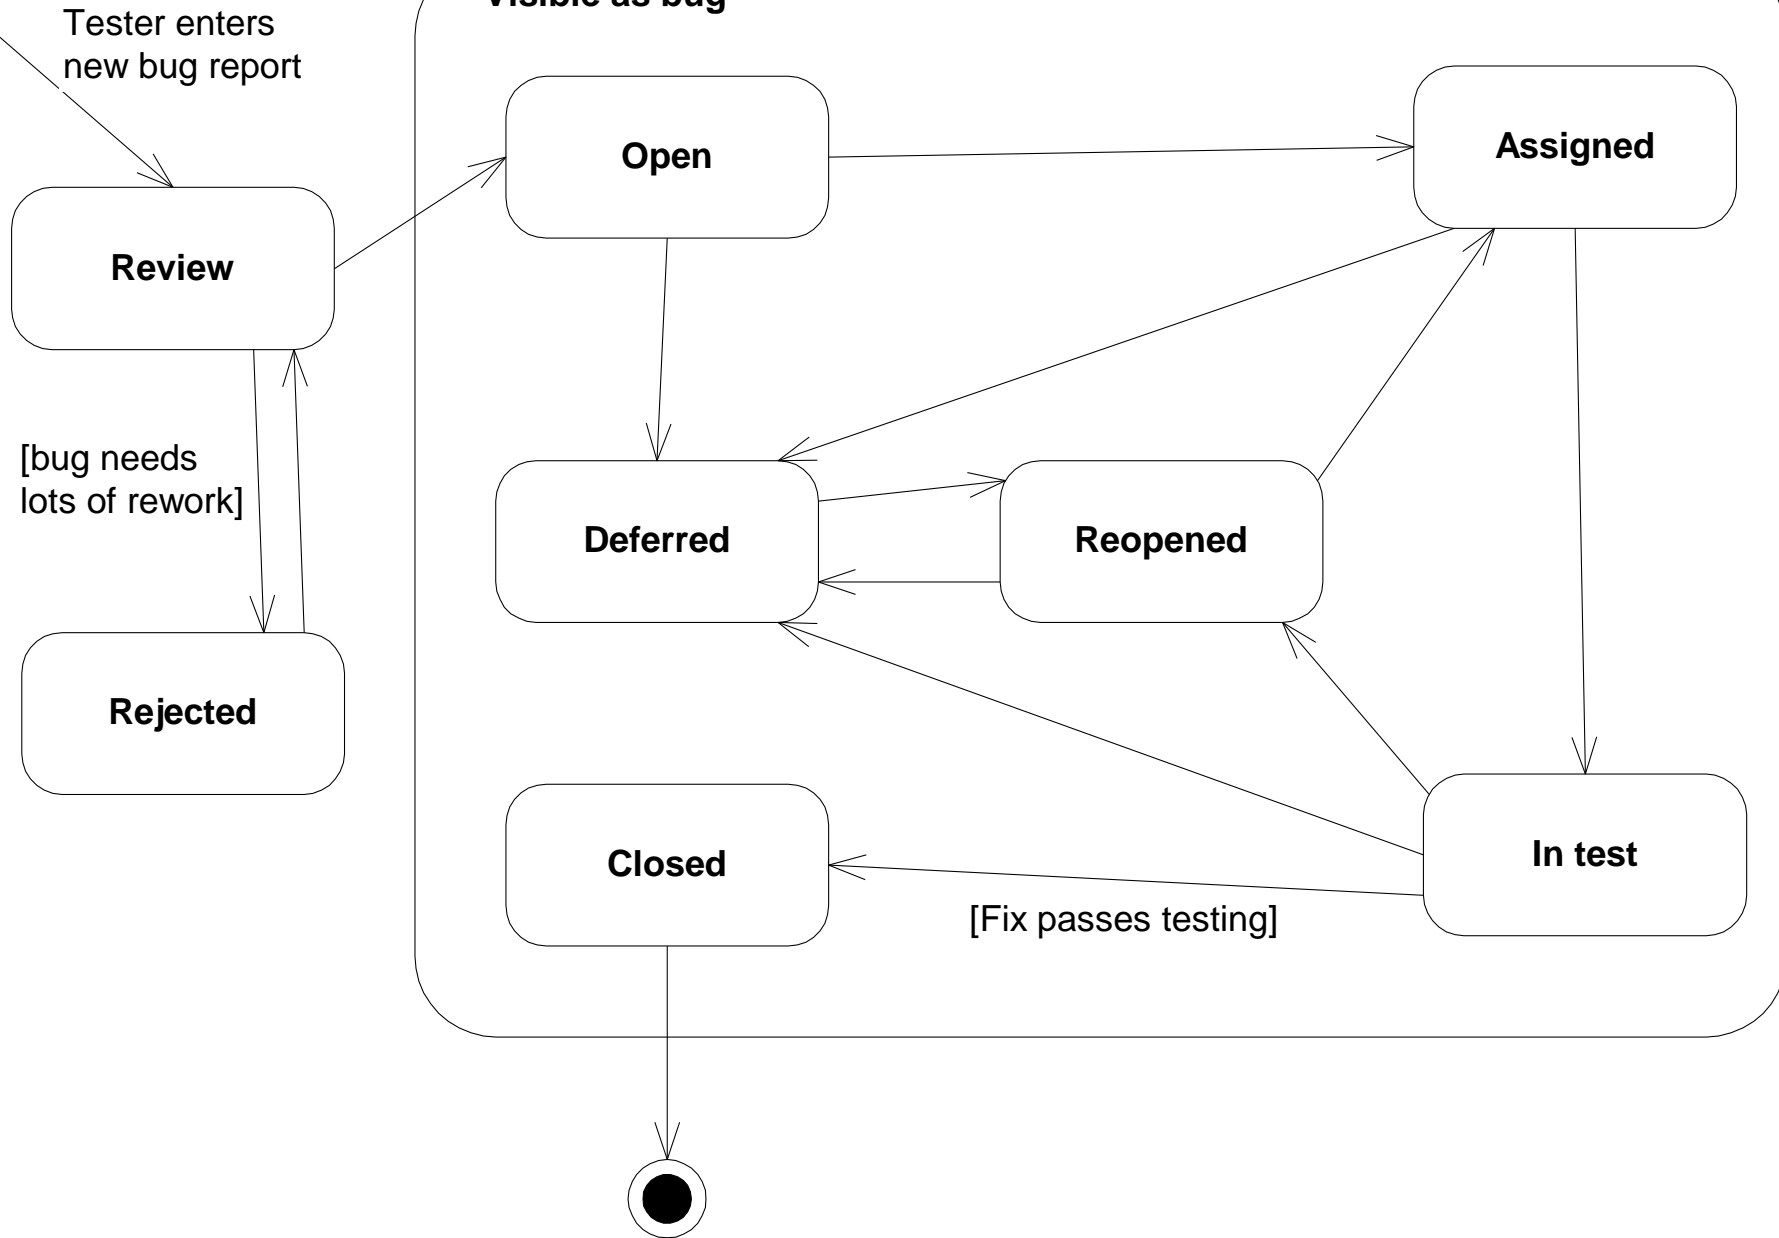 Visible as bug
Tester enters
new bug report
Open
Assigned
Review
[bug needs
lots of rework]
Deferred
Reopened
Rejected
Closed
In test
[Fix passes testing]